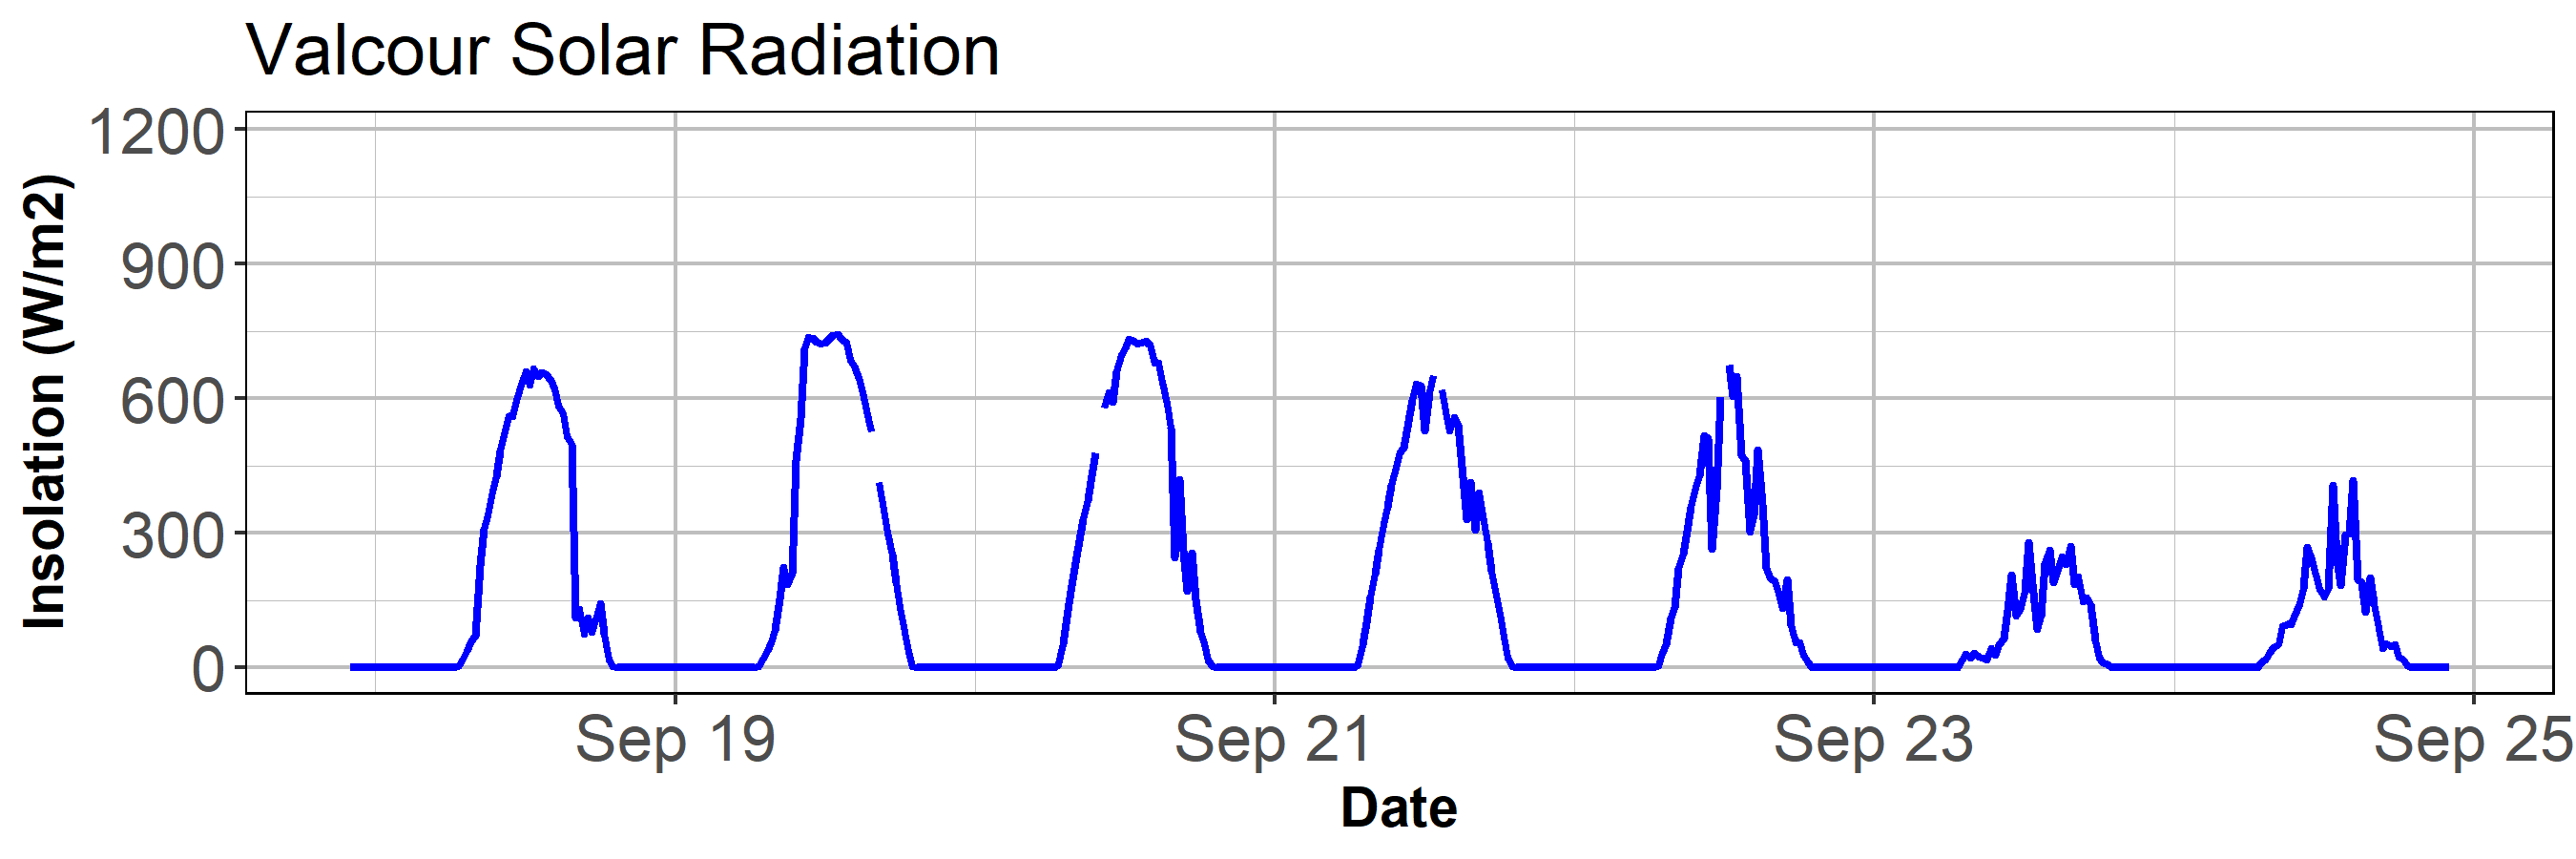 Valcour Solar Radiation
1200
900
600
300
0
Insolation (W/m2)
Sep 19
Sep 21
Sep 23
Sep 25
Date